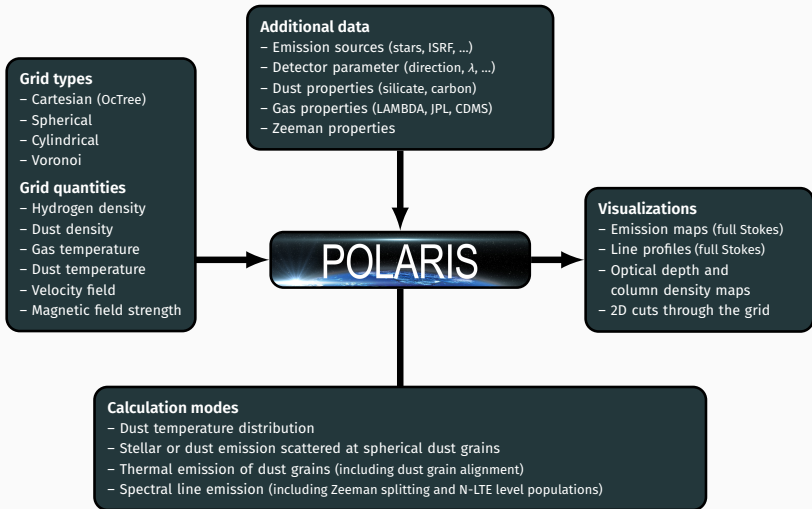 Additional data
– Emission sources (stars, ISRF, ...)
– Detector parameter (direction, λ, ...)
– Dust properties (silicate, carbon)
– Gas properties (LAMBDA, JPL, CDMS)
– Zeeman properties
Grid types
– Cartesian (OcTree)
– Spherical
– Cylindrical
– Voronoi
Grid quantities
– Hydrogen density
– Dust density
– Gas temperature
– Dust temperature
– Velocity field
– Magnetic field strength
POLARIS
Visualizations
– Emission maps (full Stokes)
– Line profiles (full Stokes)
– Optical depth and
column density maps
– 2D cuts through the grid
Calculation modes
– Dust temperature distribution
– Stellar or dust emission scattered at spherical dust grains
– Thermal emission of dust grains (including dust grain alignment)
– Spectral line emission (including Zeeman splitting and N-LTE level populations)